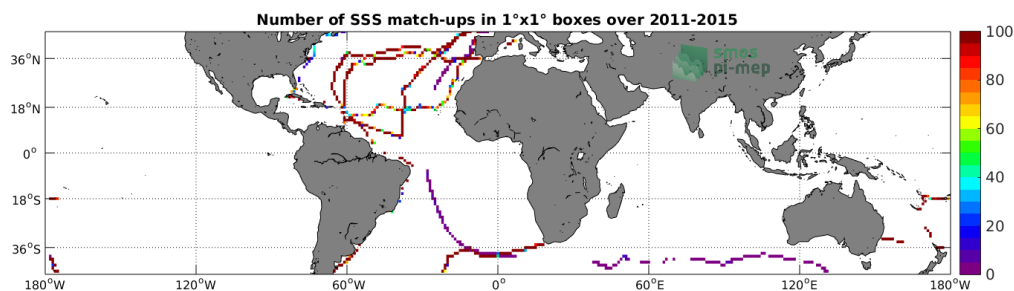 Number of SSS match-ups in 1°x1° boxes over 2011-2015
smos
pi-mep
36°N
18°N
0°
18°S
36°S
180°W 120°W 60°W 0° 60°E 120°E 180°W
100
80
60
40
20
0